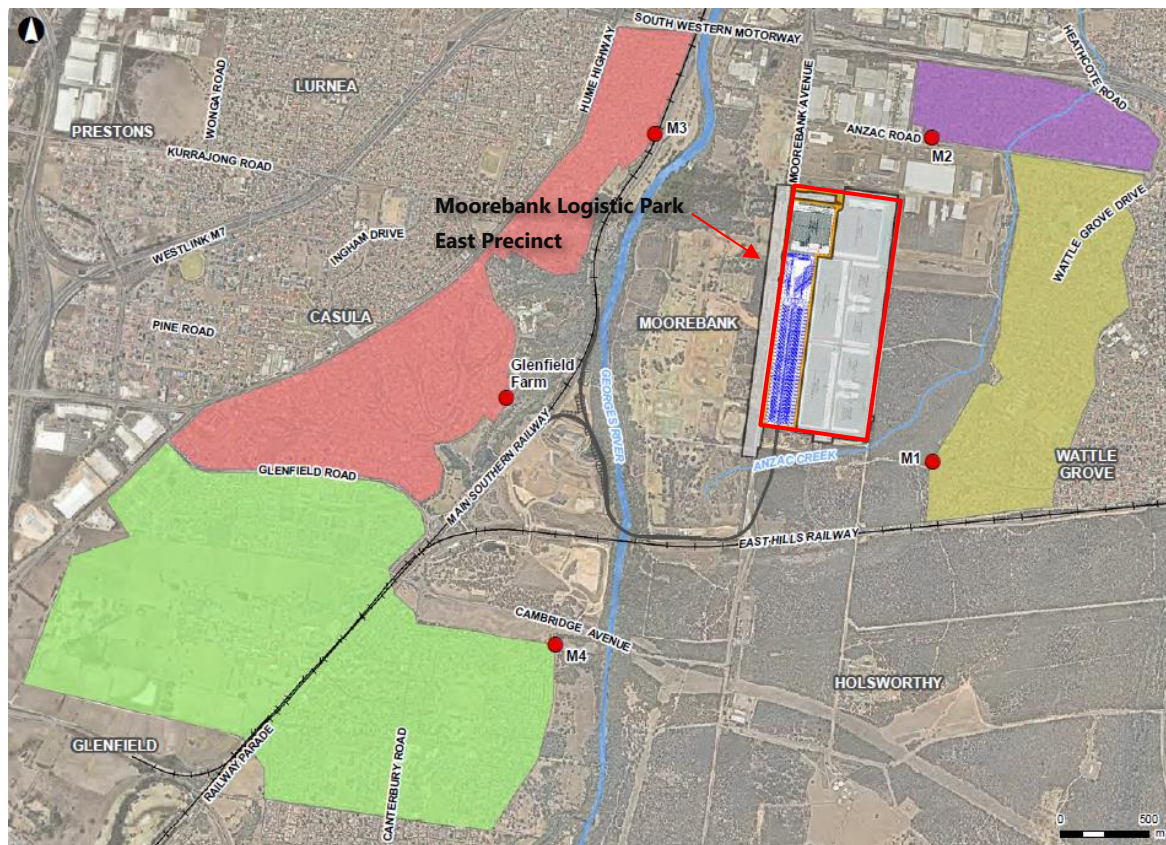 SOUTH WESTERN MOTORWAY
HUME HIGHWAY
HEATHCOTE ROAD
LURNEA
WONGA ROAD
PRESTONS
KURRAJONG ROAD
M3
MOOREBANK AVENUE
ANZAC ROAD
M2
Moorebank Logistic Park
East Precinct
WATTLE GROVE DRIVE
WESTLINK M7
INGHAM DRIVE
PINE ROAD
CASULA
MOOREBANK
Glenfield
Farm
GEORGES RIVER
ANZAC CREEK
M1
WATTLE
GROVE
GLENFIELD ROAD
MAIN SOUTHERN RAILWAY
EAST HILLS RAILWAY
CAMBRIDGE AVENUE
M4
HOLSWORTHY
GLENFIELD
RAILWAY PARADE
CANTERBURY ROAD
0 500
m